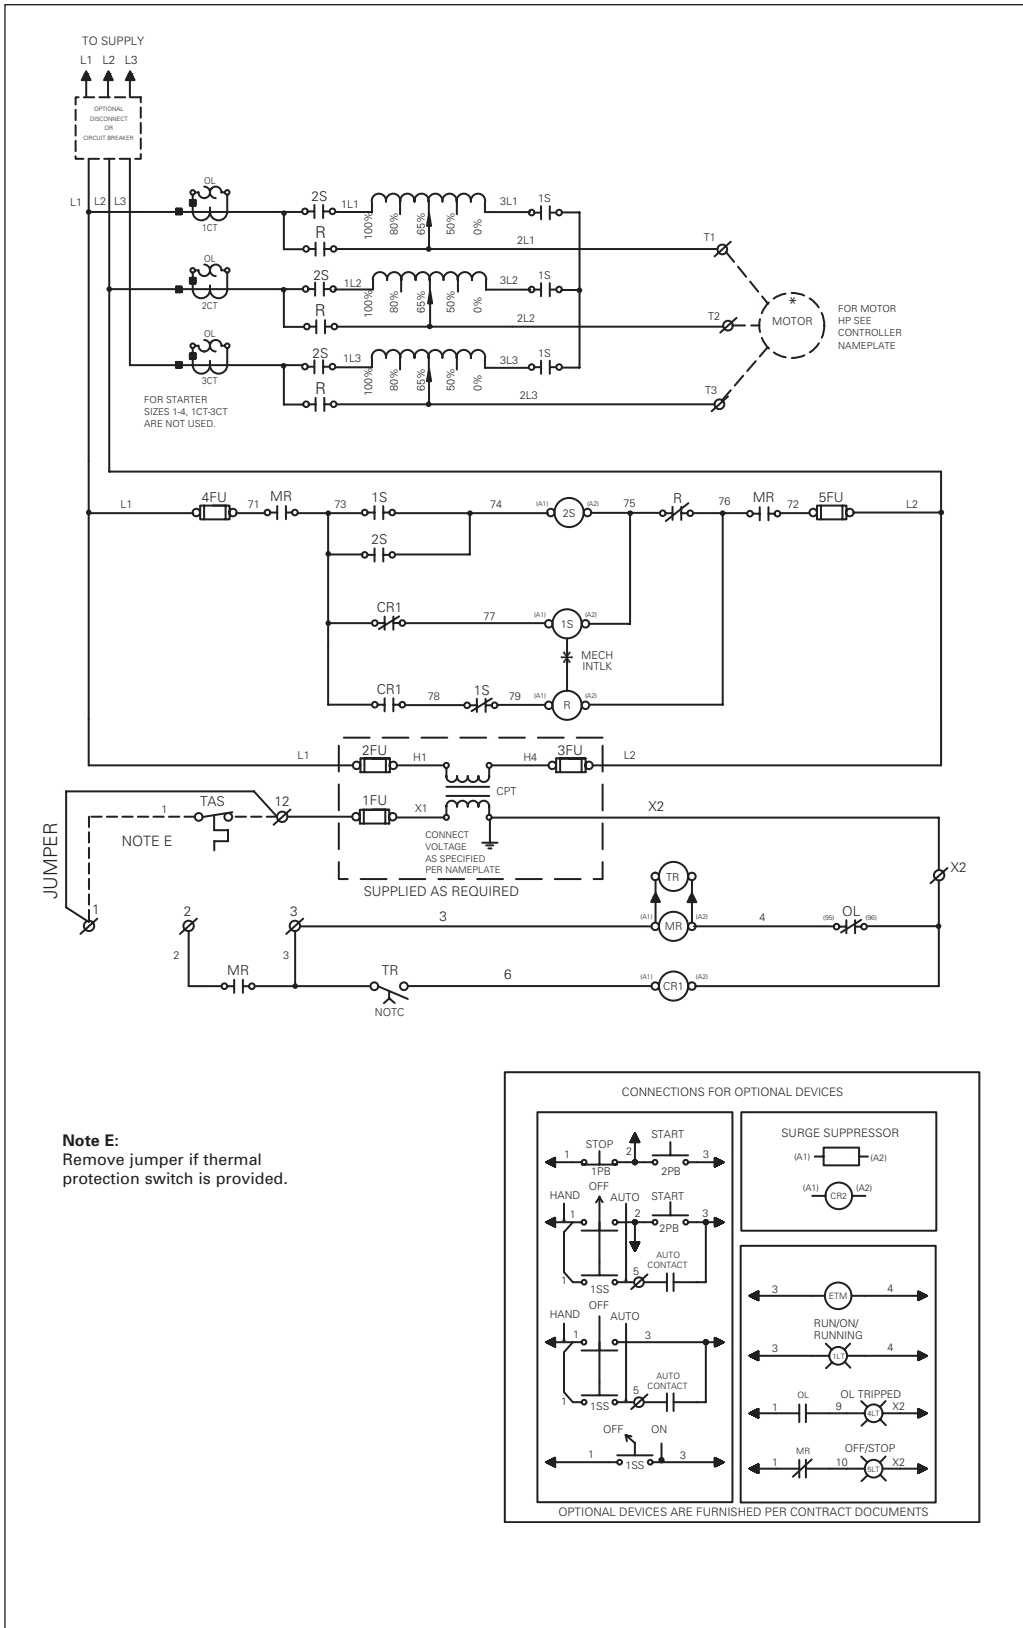 TO SUPPLY
L1 L2 L3
OPTIONAL
DISCONNECT
OR
CIRCUIT BREAKER
L1 L2 L3
OL
1CT
2S
1L1
100% 80% 65% 50% 0%
3L1
1S
R
2L1
T1
OL
2CT
2S
1L2
100% 80% 65% 50% 0%
3L2
1S
R
2L2
T2
*
MOTOR
FOR MOTOR
HP SEE
CONTROLLER
NAMEPLATE
OL
3CT
2S
1L3
100% 80% 65% 50% 0%
3L3
1S
R
2L3
T3
FOR STARTER
SIZES 1-4, 1CT-3CT
ARE NOT USED.
L1 4FU 71 MR 73 1S 74 (A1) 2S (A2) 75 R 76 MR 72 5FU L2
2S
CR1 77 (A1) 1S (A2)
MECH
INTLK
CR1 78 1S 79 (A1) R (A2)
L1 2FU H1 H4 3FU L2
CPT
JUMPER
1 TAS 12 1FU X1 X2
NOTE E
CONNECT
VOLTAGE
AS SPECIFIED
PER NAMEPLATE
SUPPLIED AS REQUIRED
X2
TR
1 2 3 3 (A1) MR (A2) 4 (95) OL (96)
2 3
MR TR 6 (A1) CR1 (A2)
NOTC
Note E:
Remove jumper if thermal
protection switch is provided.
CONNECTIONS FOR OPTIONAL DEVICES
STOP START
1 2 3
1PB 2PB
OFF
HAND AUTO START
1 2 3
2PB
AUTO
CONTACT
1 1SS 5
OFF
HAND AUTO
1 3
AUTO
CONTACT
1 1SS 5
OFF ON
1 1SS 3
SURGE SUPPRESSOR
(A1) (A2)
(A1) CR2 (A2)
3 ETM 4
RUN/ON/
RUNNING
3 1LT 4
OL OL TRIPPED
1 9 4LT X2
MR OFF/STOP
1 10 5LT X2
OPTIONAL DEVICES ARE FURNISHED PER CONTRACT DOCUMENTS